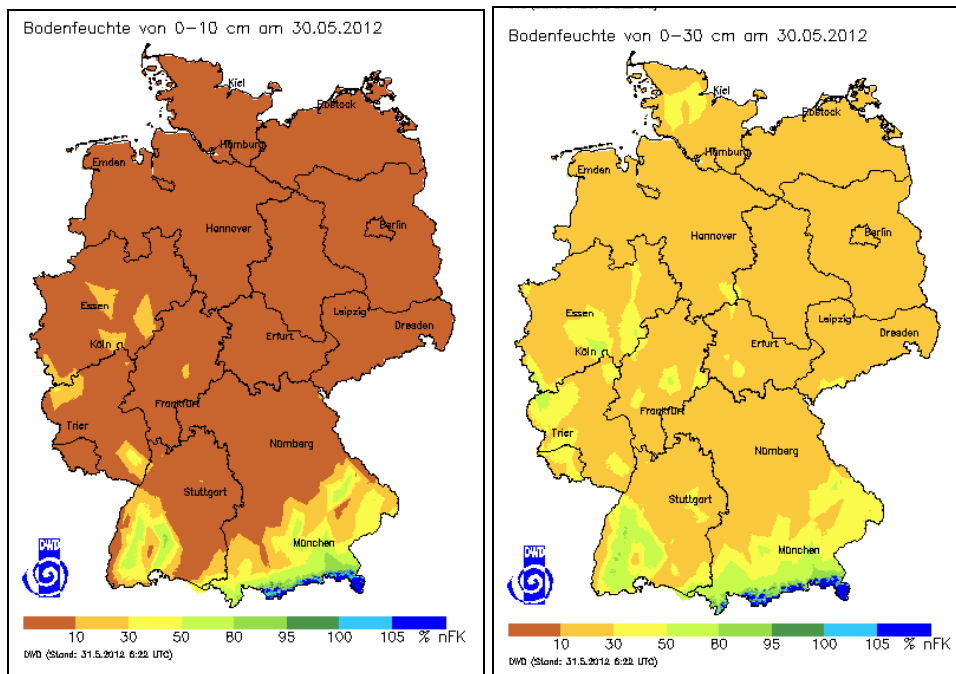 Bodenfeuchte von 0-10 cm am 30.05.2012
Kiel
Rostock
Hamburg
Emden
Berlin
Hannover
Essen
Leipzig
Dresden
Köln
Erfurt
Frankfurt
Trier
Nürnberg
Stuttgart
München
DWD
10 30 50 80 95 100 105 % nFK
DWD (Stand: 31.5.2012 6:22 UTC)
Bodenfeuchte von 0-30 cm am 30.05.2012
Kiel
Rostock
Hamburg
Emden
Berlin
Hannover
Essen
Leipzig
Dresden
Köln
Erfurt
Frankfurt
Trier
Nürnberg
Stuttgart
München
DWD
10 30 50 80 95 100 105 % nFK
DWD (Stand: 31.5.2012 6:22 UTC)